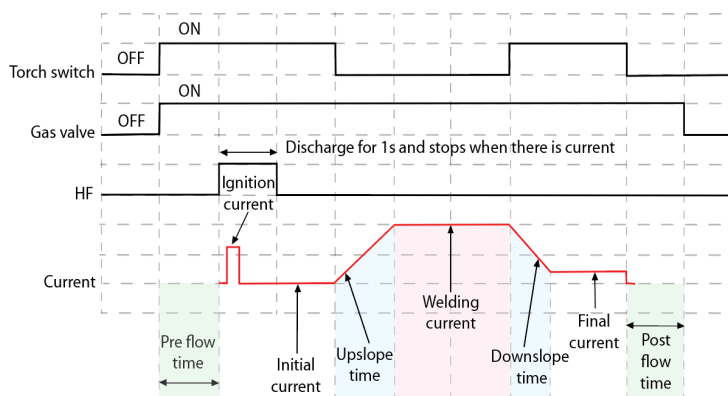 ON
OFF
Torch switch
ON
OFF
Gas valve
Discharge for 1s and stops when there is current
HF
Ignition
current
Current
Welding
current
Pre flow
time
Initial
current
Upslope
time
Downslope
time
Final
current
Post
flow
time